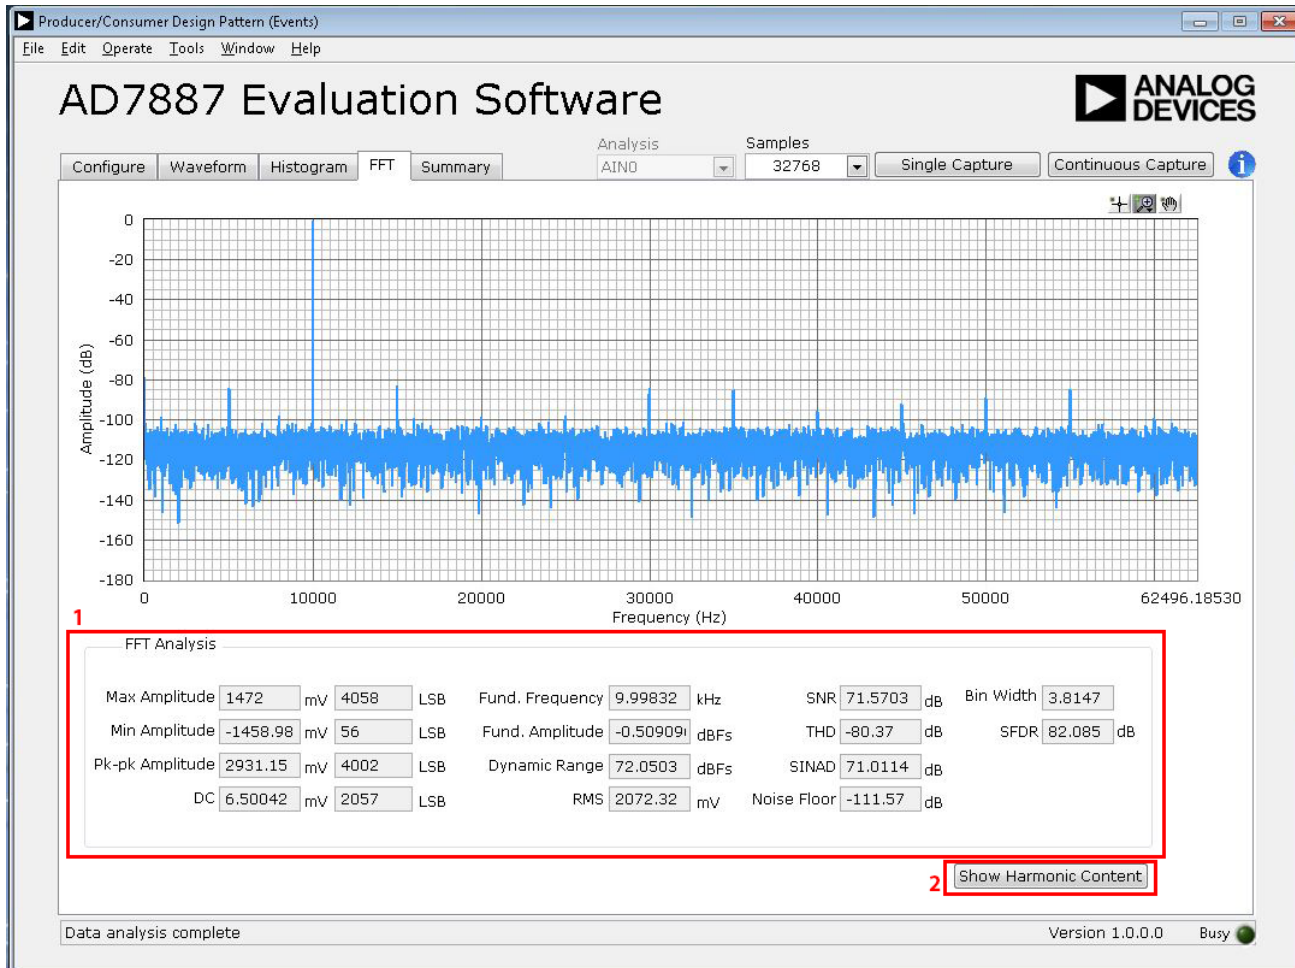 Producer/Consumer Design Pattern (Events)
File Edit Operate Tools Window Help
AD7887 Evaluation Software
ANALOG
DEVICES
Analysis Samples
Configure Waveform Histogram FFT Summary AIN0 32768 Single Capture Continuous Capture i
0
-20
-40
-60
-80
-100
-120
-140
-160
-180
Amplitude (dB)
0 10000 20000 30000 40000 50000 62496.18530
Frequency (Hz)
1
FFT Analysis
Max Amplitude 1472 mV 4058 LSB Fund. Frequency 9.99832 kHz SNR 71.5703 dB Bin Width 3.8147
Min Amplitude -1458.98 mV 56 LSB Fund. Amplitude -0.50909 dBFs THD -80.37 dB SFDR 82.085 dB
Pk-pk Amplitude 2931.15 mV 4002 LSB Dynamic Range 72.0503 dBFs SINAD 71.0114 dB
DC 6.50042 mV 2057 LSB RMS 2072.32 mV Noise Floor -111.57 dB
2 Show Harmonic Content
Data analysis complete Version 1.0.0.0 Busy